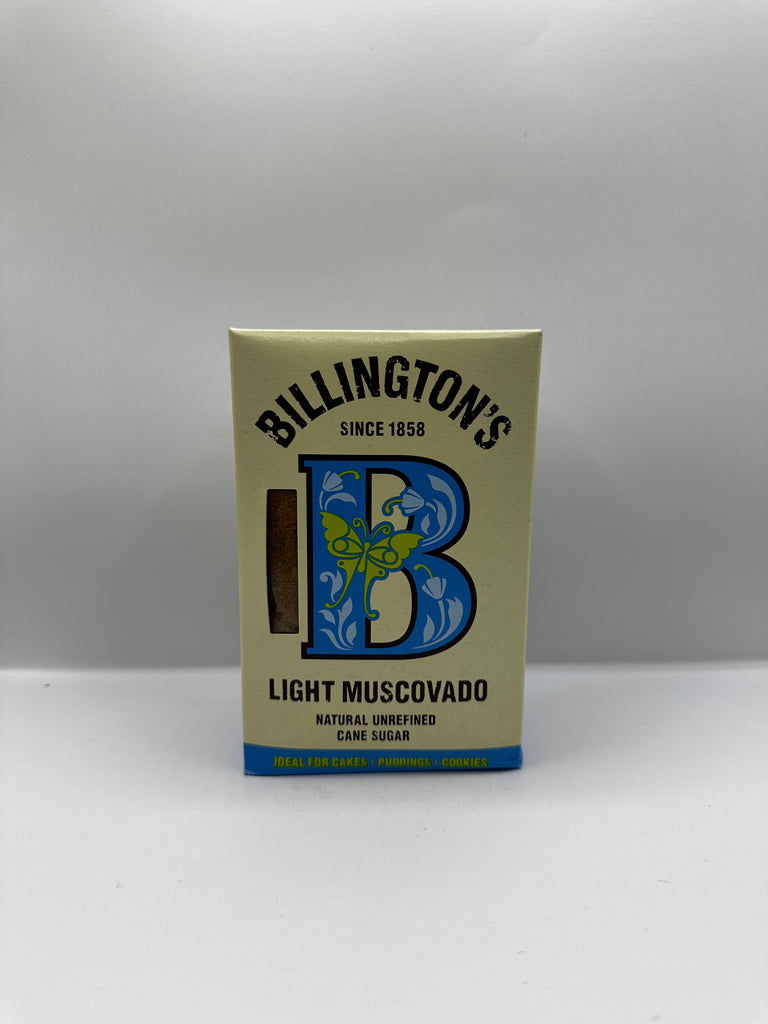 BILLINGTON'S
SINCE 1858
B
LIGHT MUSCOVADO
NATURAL UNREFINED
CANE SUGAR
IDEAL FOR CAKES · PUDDINGS · COOKIES